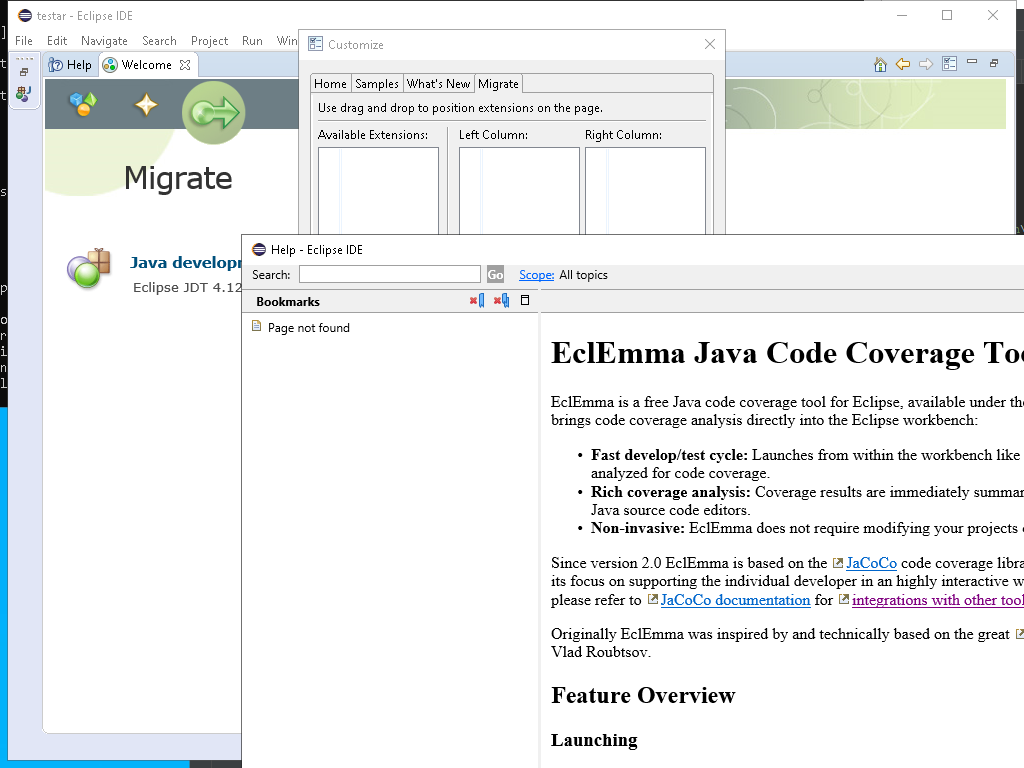 testar - Eclipse IDE
File Edit Navigate Search Project Run Win
Customize
Help Welcome
Home Samples What's New Migrate
Use drag and drop to position extensions on the page.
Available Extensions: Left Column: Right Column:
Migrate
Java developm
Eclipse JDT 4.12
Help - Eclipse IDE
Search: Go Scope: All topics
Bookmarks
Page not found
EclEmma Java Code Coverage Too
EclEmma is a free Java code coverage tool for Eclipse, available under the
brings code coverage analysis directly into the Eclipse workbench:
• Fast develop/test cycle: Launches from within the workbench like
analyzed for code coverage.
• Rich coverage analysis: Coverage results are immediately summar
Java source code editors.
• Non-invasive: EclEmma does not require modifying your projects
Since version 2.0 EclEmma is based on the JaCoCo code coverage libra
its focus on supporting the individual developer in an highly interactive w
please refer to JaCoCo documentation for integrations with other tool
Originally EclEmma was inspired by and technically based on the great
Vlad Roubtsov.
Feature Overview
Launching